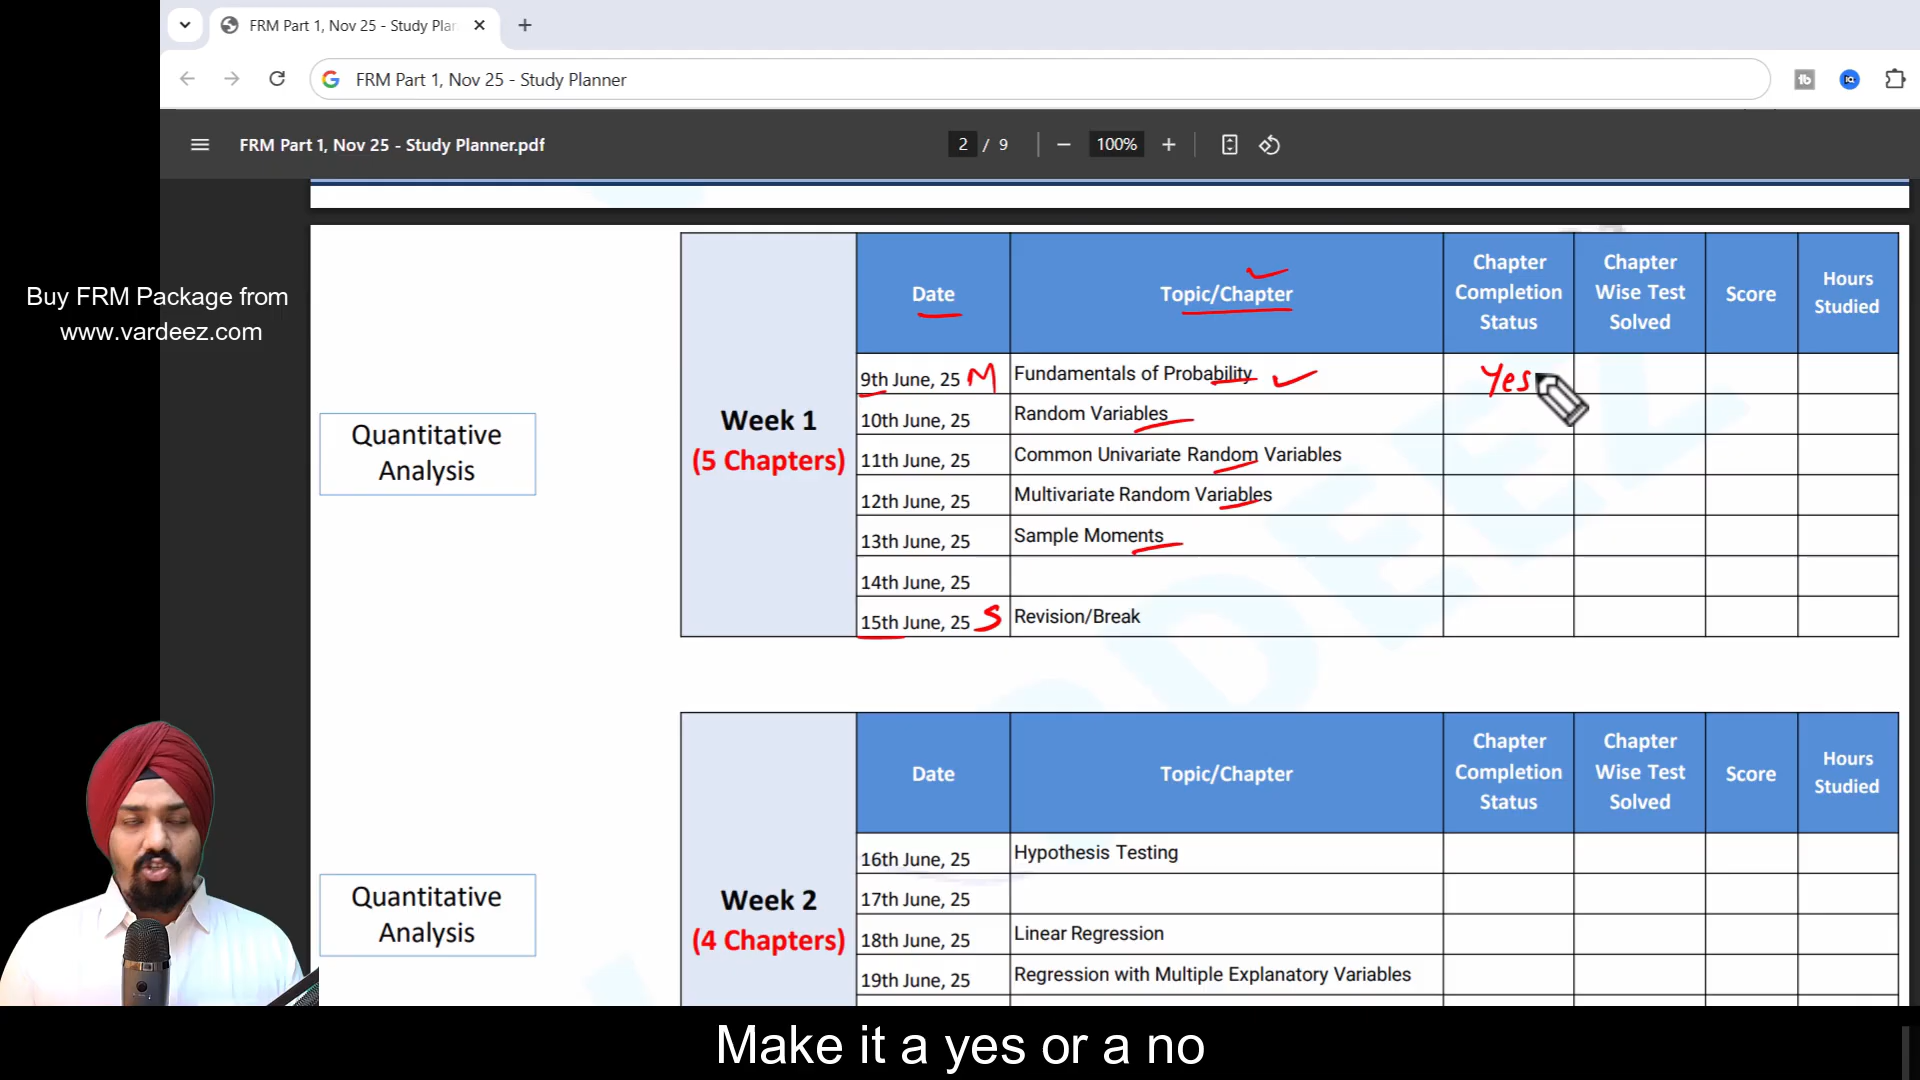 FRM Part 1, Nov 25 - Study Plan
FRM Part 1, Nov 25 - Study Planner
FRM Part 1, Nov 25 - Study Planner.pdf
2 / 9
100%
Buy FRM Package from
www.vardeez.com
Quantitative
Analysis
Week 1
(5 Chapters)
Date
Topic/Chapter
Chapter
Completion
Status
Chapter
Wise Test
Solved
Score
Hours
Studied
9th June, 25 M Fundamentals of Probability Yes
10th June, 25 Random Variables
11th June, 25 Common Univariate Random Variables
12th June, 25 Multivariate Random Variables
13th June, 25 Sample Moments
14th June, 25
15th June, 25 S Revision/Break
Quantitative
Analysis
Week 2
(4 Chapters)
Date
Topic/Chapter
Chapter
Completion
Status
Chapter
Wise Test
Solved
Score
Hours
Studied
16th June, 25 Hypothesis Testing
17th June, 25
18th June, 25 Linear Regression
19th June, 25 Regression with Multiple Explanatory Variables
Make it a yes or a no